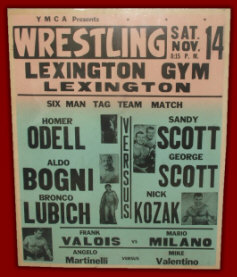 YMCA Presents
WRESTLING
SAT.
NOV. 14
8:15 P.M.
LEXINGTON GYM
LEXINGTON
SIX MAN TAG TEAM MATCH
HOMER
ODELL
ALDO
BOGNI
BRONCO
LUBICH
VERSUS
SANDY
SCOTT
GEORGE
SCOTT
NICK
KOZAK
FRANK
VALOIS
VS
MARIO
MILANO
ANGELO
Martinelli
VERSUS
MIKE
Valentino